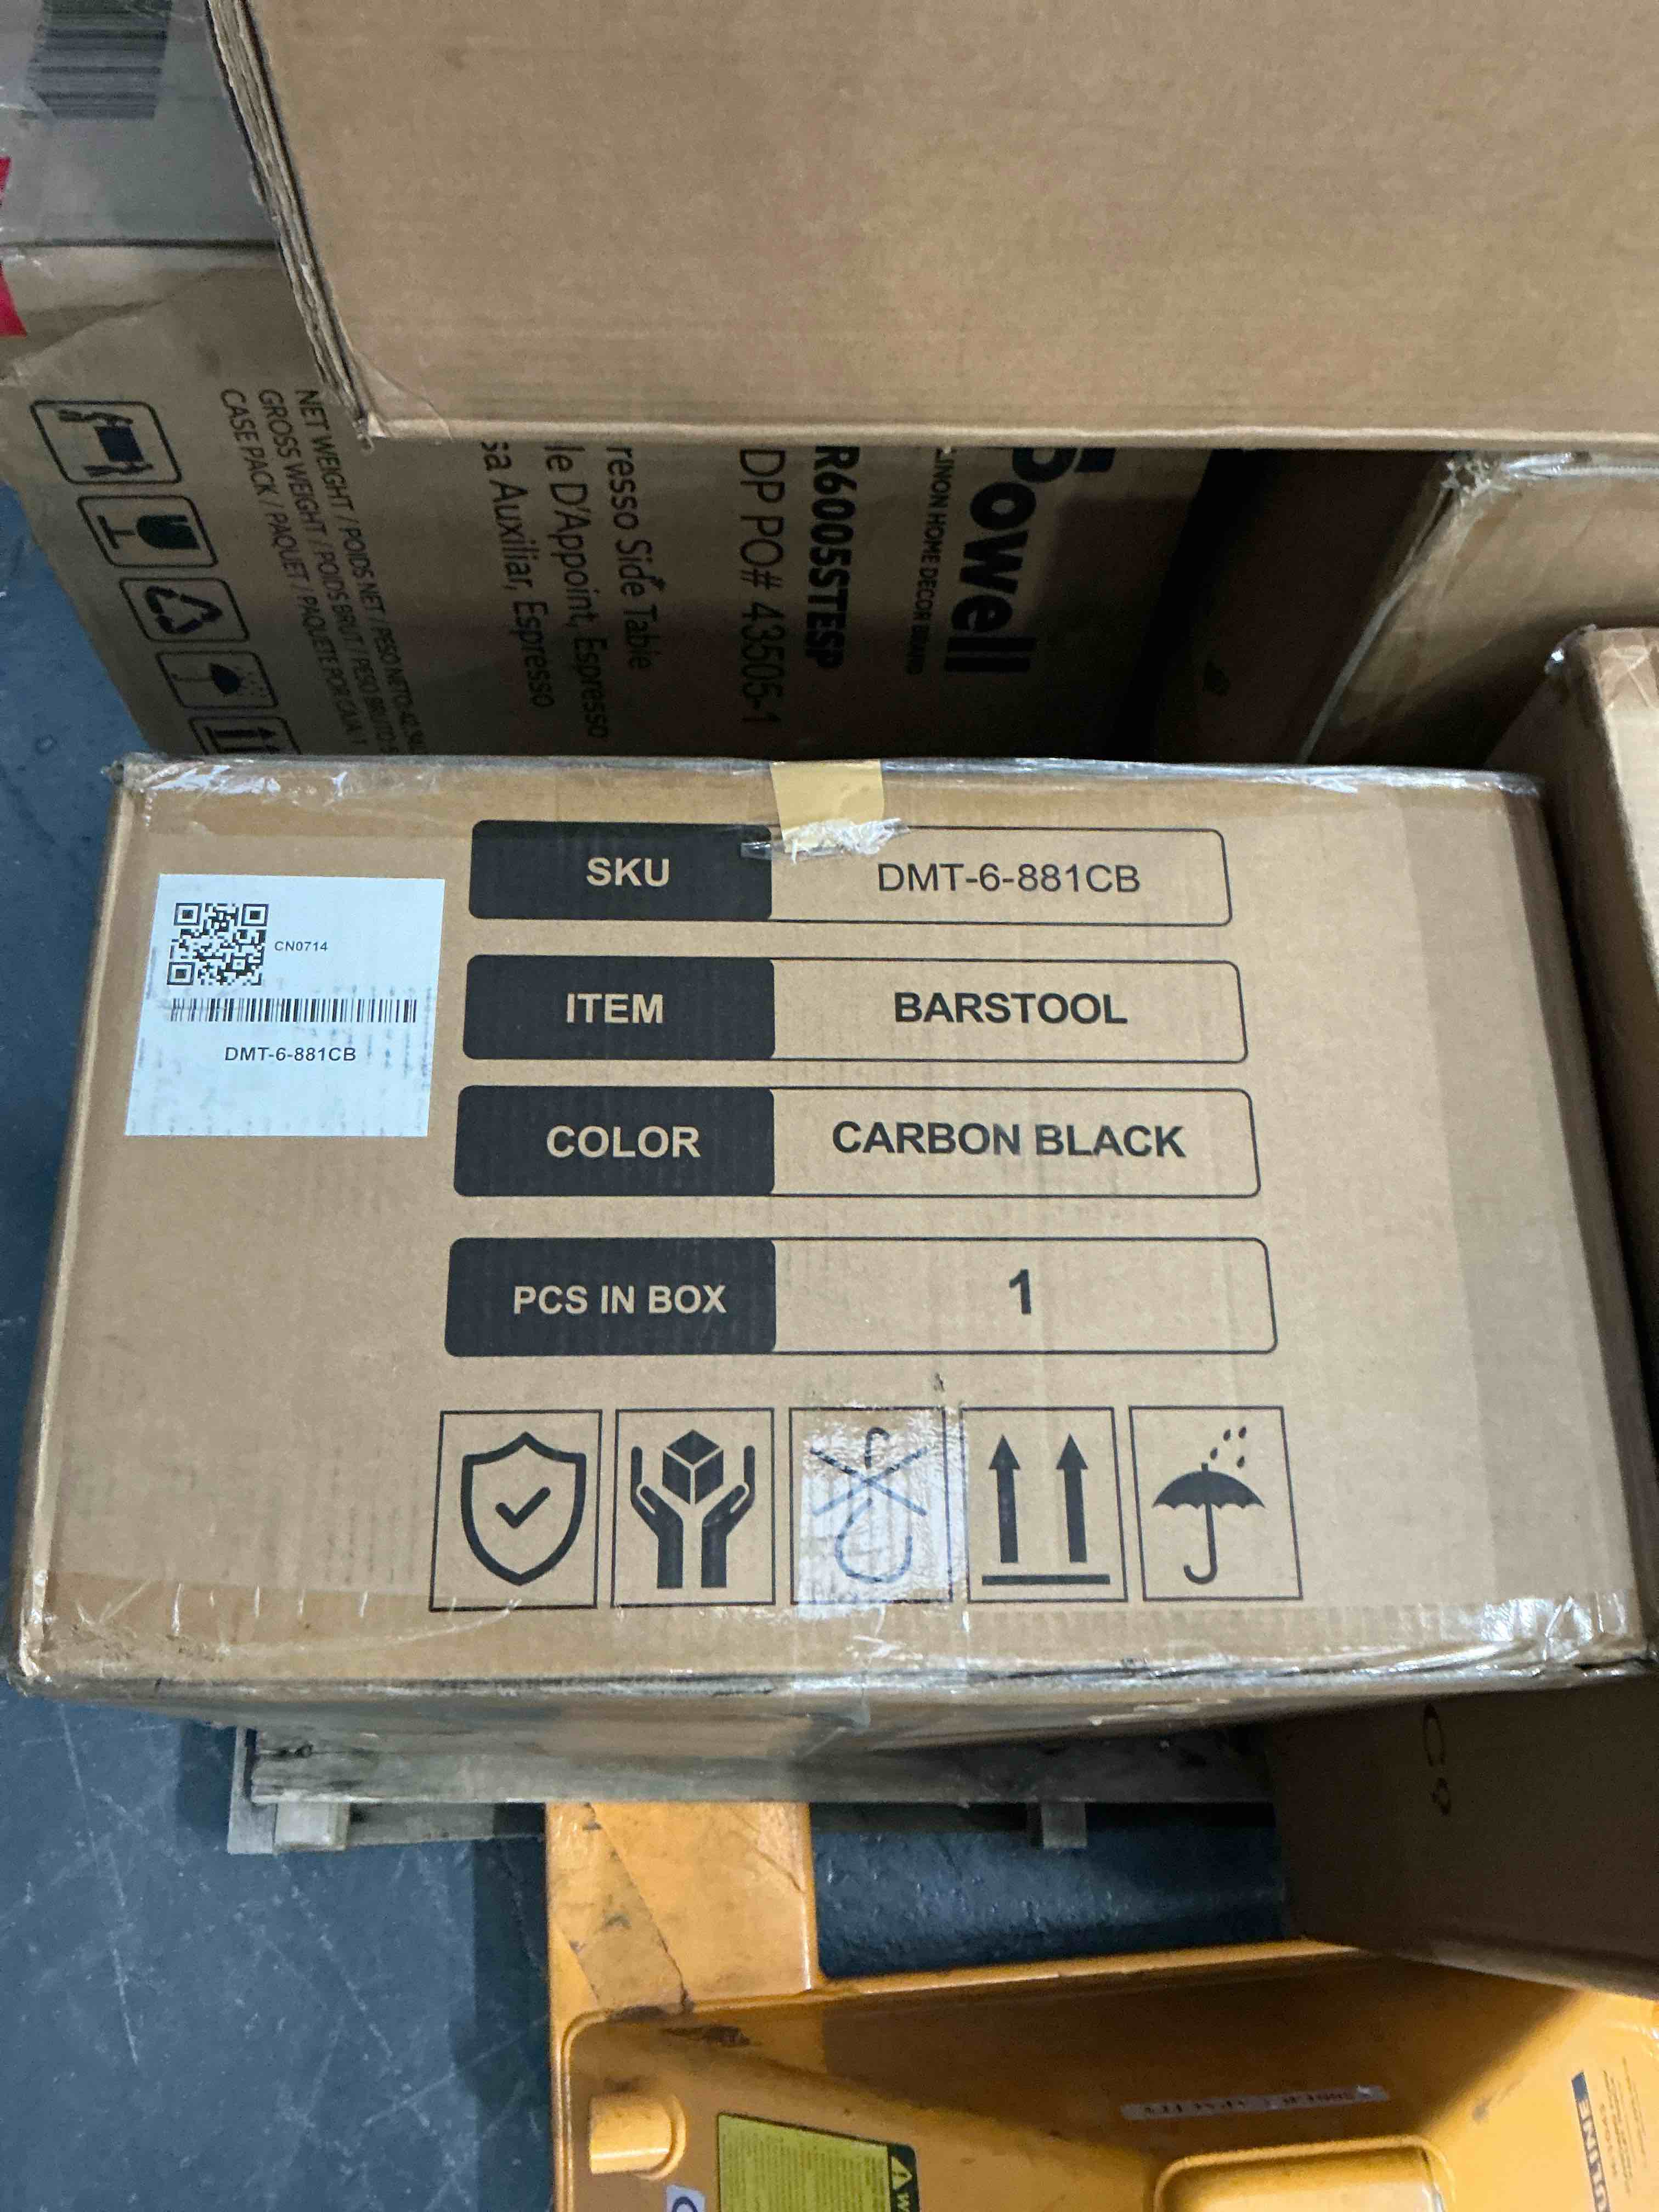 Powell
LINON HOME DECOR BRAND
R6005STESP
DP PO# 43505-1
resso Side Table
le D'Appoint, Espresso
sa Auxiliar, Espresso
NET WEIGHT / POIDS NET / PESO NETO
GROSS WEIGHT / POIDS BRUT / PESO BRUTO
CASE PACK / PAQUET / PAQUETE POR CAJA: 1
SKU DMT-6-881CB
CN0714
DMT-6-881CB
ITEM BARSTOOL
COLOR CARBON BLACK
PCS IN BOX 1